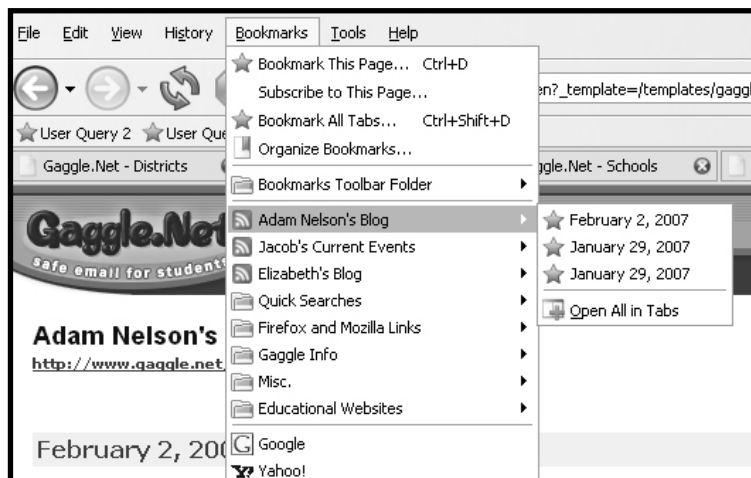 File Edit View History Bookmarks Tools Help
Bookmark This Page... Ctrl+D
Subscribe to This Page...
en?_template=/templates/gaggl
Bookmark All Tabs... Ctrl+Shift+D
User Query 2 User Que
Organize Bookmarks...
Gaggle.Net - Districts
ggle.Net - Schools
Bookmarks Toolbar Folder
Gaggle.Net
safe email for students
Adam Nelson's Blog
February 2, 2007
Jacob's Current Events
January 29, 2007
Elizabeth's Blog
January 29, 2007
Quick Searches
Open All in Tabs
Firefox and Mozilla Links
Adam Nelson's
Gaggle Info
http://www.gaggle.net
Misc.
Educational Websites
February 2, 200
Google
Yahoo!